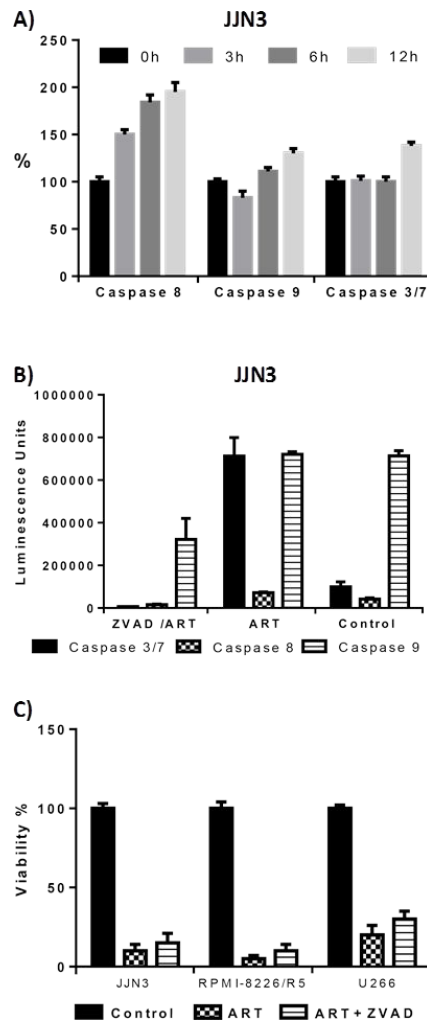 A) JJN3
0h 3h 6h 12h
250
200
150
%
100
50
0
Caspase 8 Caspase 9 Caspase 3/7
B) JJN3
Luminescence Units
1000000
800000
600000
400000
200000
0
ZVAD /ART ART Control
Caspase 3/7 Caspase 8 Caspase 9
C)
Viability %
150
100
50
0
JJN3 RPMI-8226/R5 U266
Control ART ART + ZVAD